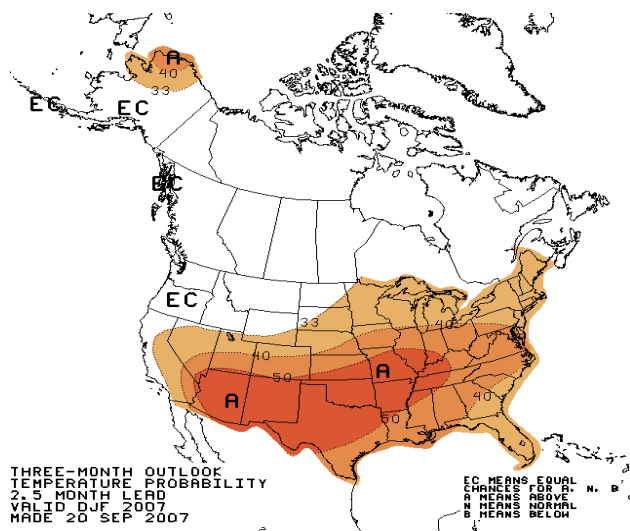 A
40
33
EC
EC
EC
EC
33
40
40
50
A
A
40
50
THREE-MONTH OUTLOOK
TEMPERATURE PROBABILITY
2.5 MONTH LEAD
VALID DJF 2007
MADE 20 SEP 2007
EC MEANS EQUAL
CHANCES FOR A, N, B
A MEANS ABOVE
N MEANS NORMAL
B MEANS BELOW